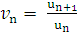 vₙ = uₙ₊₁ / uₙ